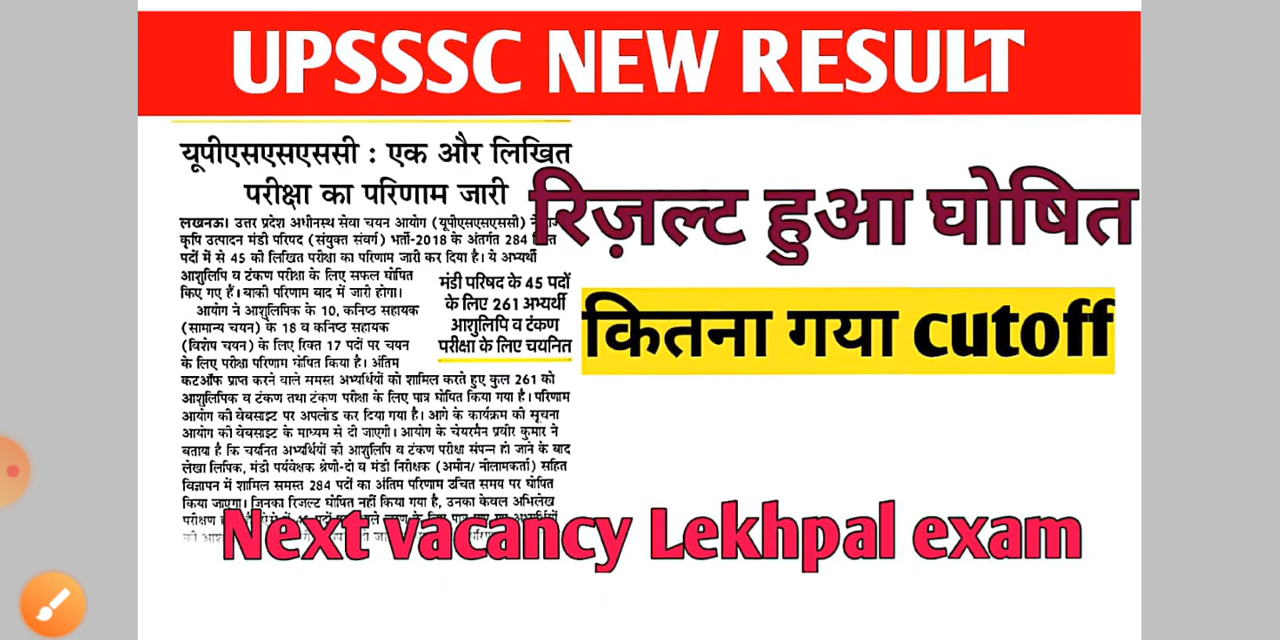 UPSSSC NEW RESULT
यूपीएसएसएससी : एक और लिखित
परीक्षा का परिणाम जारी
लखनऊ। उत्तर प्रदेश अधीनस्थ सेवा चयन आयोग (यूपीएसएसएससी)
कृषि उत्पादन मंडी परिषद (संयुक्त संवर्ग) भर्ती-2018 के अंतर्गत 284
पदों में से 45 की लिखित परीक्षा का परिणाम जारी कर दिया है। ये अभ्यर्थी
आशुलिपि व टंकण परीक्षा के लिए सफल घोषित
किए गए हैं। बाकी परिणाम बाद में जारी होगा।
आयोग ने आशुलिपिक के 10, कनिष्ठ सहायक
(सामान्य चयन) के 18 व कनिष्ठ सहायक
(विशेष चयन) के लिए रिक्त 17 पदों पर चयन
के लिए परीक्षा परिणाम घोषित किया है। अंतिम
मंडी परिषद के 45 पदों
के लिए 261 अभ्यर्थी
आशुलिपि व टंकण
परीक्षा के लिए चयनित
कटऑफ प्राप्त करने वाले समस्त अभ्यर्थियों को शामिल करते हुए कुल 261 को
आशुलिपिक व टंकण तथा टंकण परीक्षा के लिए पात्र घोषित किया गया है। परिणाम
आयोग की वेबसाइट पर अपलोड कर दिया गया है। आगे के कार्यक्रम की सूचना
आयोग की वेबसाइट के माध्यम से दी जाएगी। आयोग के चेयरमैन प्रवीर कुमार ने
बताया है कि चयनित अभ्यर्थियों की आशुलिपि व टंकण परीक्षा संपन्न हो जाने के बाद
लेखा लिपिक, मंडी पर्यवेक्षक श्रेणी-दो व मंडी निरीक्षक (अमीन/ नीलामकर्ता) सहित
विज्ञापन में शामिल समस्त 284 पदों का अंतिम परिणाम उचित समय पर घोषित
किया जाएगा। जिनका रिजल्ट घोषित नहीं किया गया है, उनका केवल अभिलेख
परीक्षण
रिज़ल्ट हुआ घोषित
कितना गया cutoff
Next vacancy Lekhpal exam